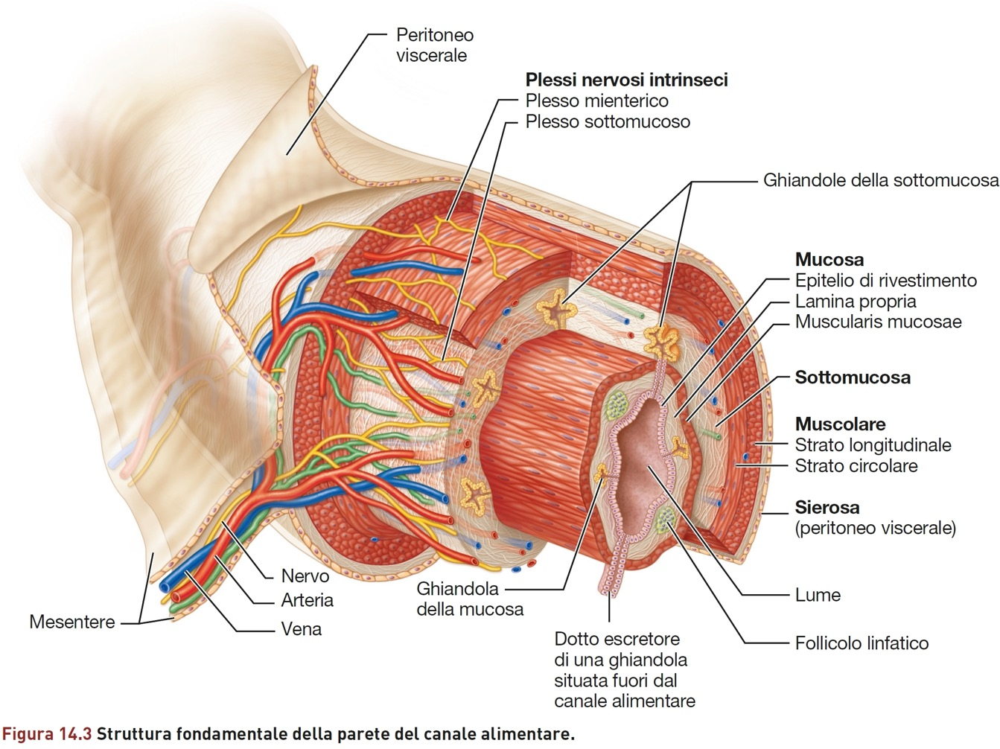 Peritoneo
viscerale
Plessi nervosi intrinseci
Plesso mienterico
Plesso sottomucoso
Ghiandole della sottomucosa
Mucosa
Epitelio di rivestimento
Lamina propria
Muscularis mucosae
Sottomucosa
Muscolare
Strato longitudinale
Strato circolare
Sierosa
(peritoneo viscerale)
Nervo
Arteria
Vena
Mesentere
Ghiandola
della mucosa
Lume
Follicolo linfatico
Dotto escretore
di una ghiandola
situata fuori dal
canale alimentare
Figura 14.3 Struttura fondamentale della parete del canale alimentare.